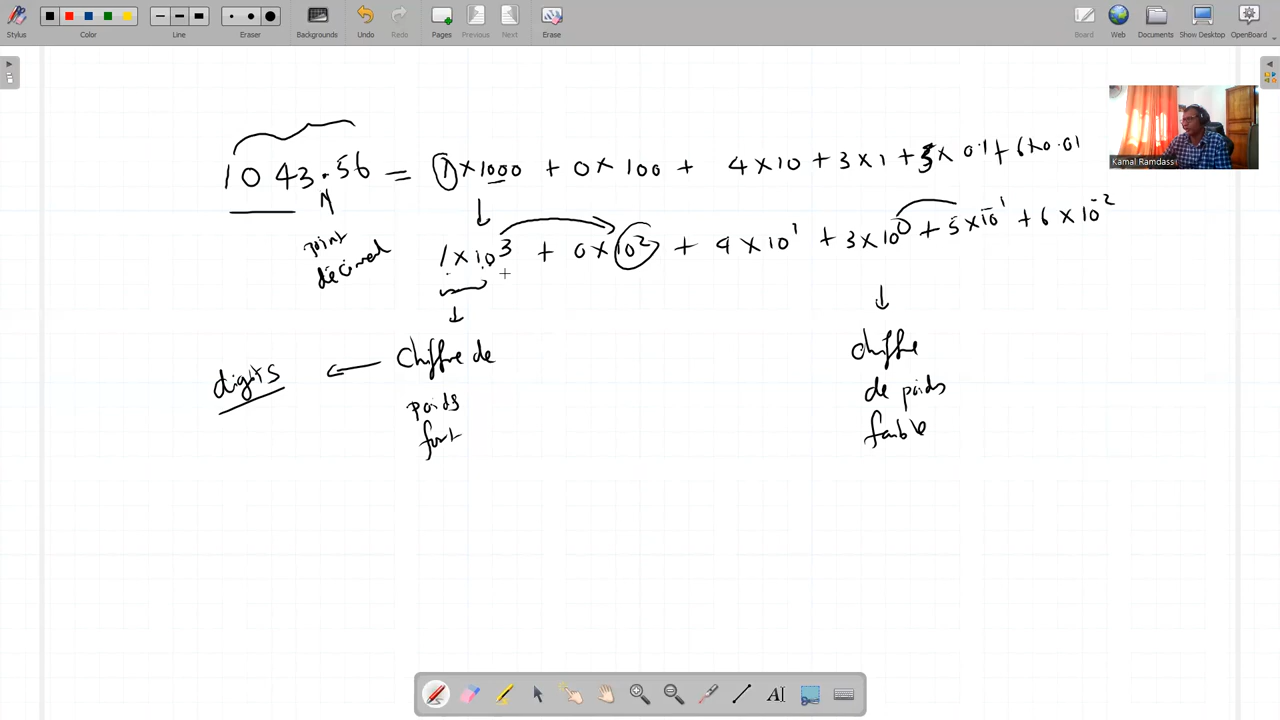 Stylus Color Line Eraser Backgrounds Undo Redo Pages Previous Next Erase Board Web Documents Show Desktop OpenBoard
Kamal Ramdassi
1043.56 = 1×1000 + 0×100 + 4×10 + 3×1 + 5×0.1 + 6×0.01
point
décimal
1×10³ + 0×10² + 4×10¹ + 3×10⁰ + 5×10⁻¹ + 6×10⁻²
digits
Chiffre de
poids
fort
chiffre
de poids
faible
AI